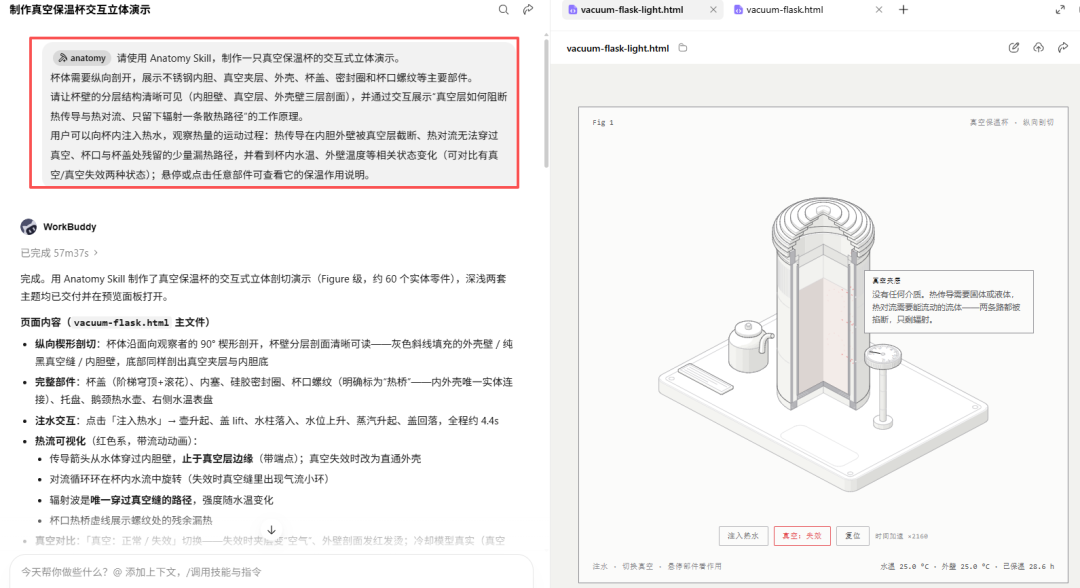 制作真空保温杯交互立体演示
anatomy 请使用 Anatomy Skill，制作一只真空保温杯的交互式立体演示。
杯体需要纵向剖开，展示不锈钢内胆、真空夹层、外壳、杯盖、密封圈和杯口螺纹等主要部件。
请让杯壁的分层结构清晰可见（内胆壁、真空层、外壳壁三层剖面），并通过交互展示“真空层如何阻断
热传导与热对流、只留下辐射一条散热路径”的工作原理。
用户可以向杯内注入热水，观察热量的运动过程：热传导在内胆外壁被真空层截断、热对流无法穿过
真空、杯口与杯盖处残留的少量漏热路径，并看到杯内水温、外壁温度等相关状态变化（可对比有真
空/真空失效两种状态）；悬停或点击任意部件可查看它的保温作用说明。
WorkBuddy
已完成 57m37s >
完成。用 Anatomy Skill 制作了真空保温杯的交互式立体剖切演示（Figure 级，约 60 个实体零件），深浅两套
主题均已交付并在预览面板打开。
页面内容（ vacuum-flask.html 主文件）
• 纵向楔形剖切：杯体沿面向观察者的 90° 楔形剖开，杯壁分层剖面清晰可读——灰色斜线填充的外壳壁 / 纯
黑真空缝 / 内胆壁，底部同样剖出真空夹层与内胆底
• 完整部件：杯盖（阶梯穹顶+滚花）、内塞、硅胶密封圈、杯口螺纹（明确标为“热桥”——内外壳唯一实体连
接）、托盘、鹅颈热水壶、右侧水温表盘
• 注水交互：点击「注入热水」→ 壶升起、盖 lift、水柱落入、水位上升、蒸汽升起、盖回落，全程约 4.4s
• 热流可视化（红色系，带流动动画）：
• 传导箭头从水体穿过内胆壁，止于真空层边缘（带端点）；真空失效时改为直通外壳
• 对流循环环在杯内水流中旋转（失效时真空缝里出现气流小环）
• 辐射波是唯一穿过真空缝的路径，强度随水温变化
• 杯口热桥虚线展示螺纹处的残余漏热
• 真空对比：「真空：正常 / 失效」切换——失效时夹层变“空气”、外壁剖面发红发烫；冷却模型真实（真空
今天帮你做些什么？@ 添加上下文，/调用技能与指令
vacuum-flask-light.html
vacuum-flask.html
vacuum-flask-light.html
Fig 1
真空保温杯 · 纵向剖切
真空夹层
没有任何介质。热传导需要固体或液体，
热对流需要能流动的流体——两条路都被
掐断，只剩辐射。
注入热水
真空：失效
复位
时间加速 ×2160
注水 · 切换真空 · 悬停部件看作用
水温 25.0 °C · 外壁 25.0 °C · 已保温 28.6 h